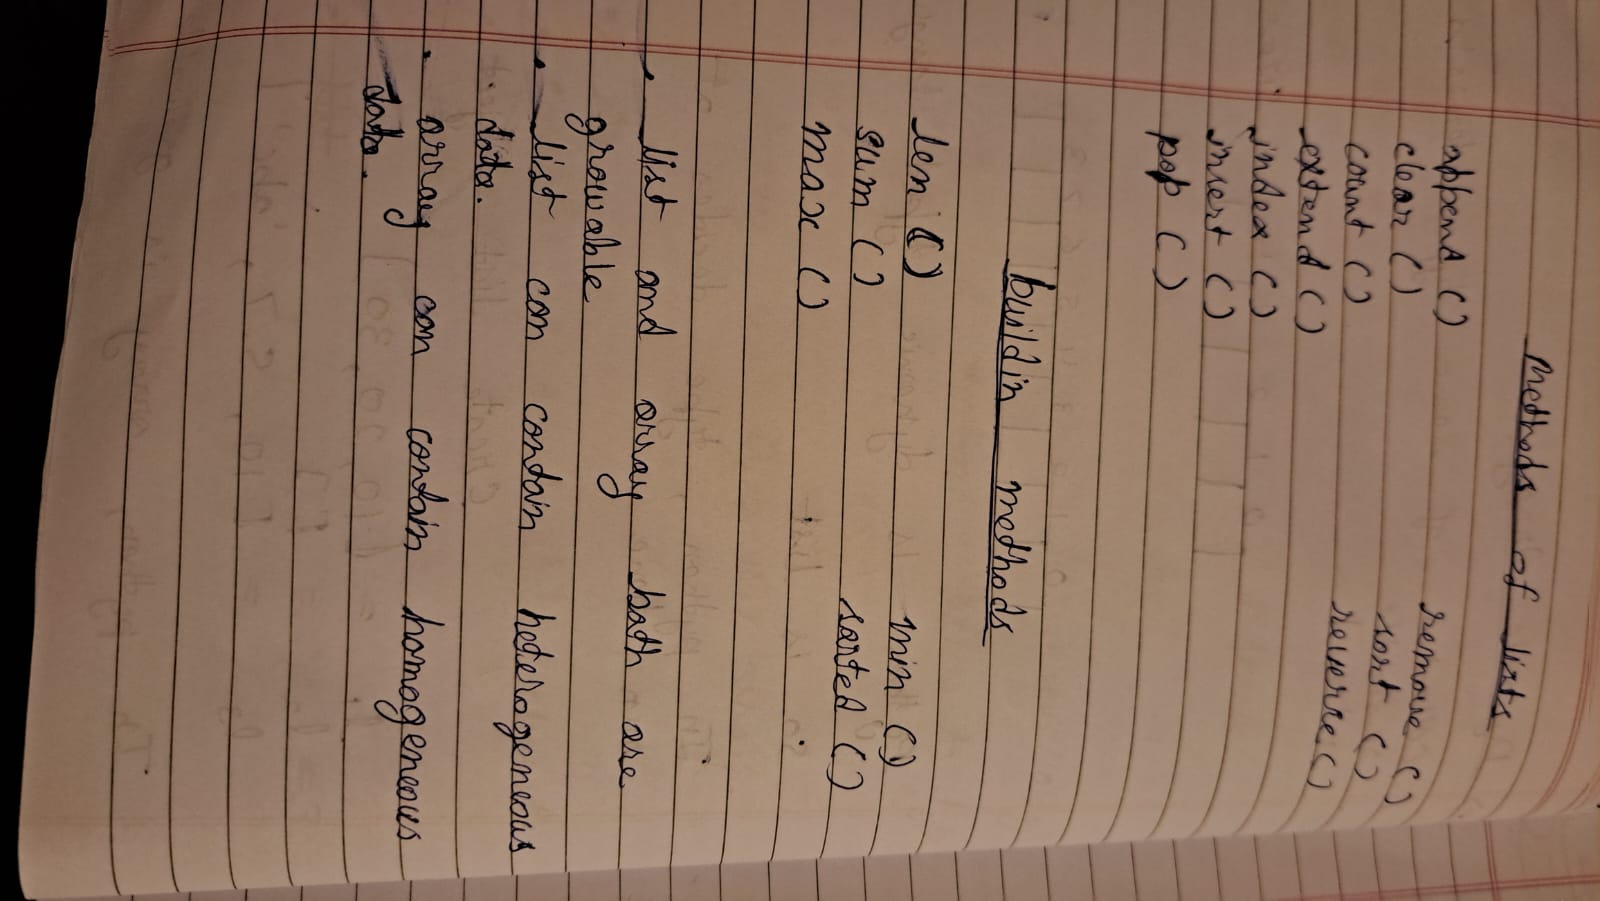 Methods of lists
append ()
clear ()
count ()
extend ()
index ()
insert ()
pop ()
remove ()
sort ()
reverse ()
buildin methods
len ()
sum ()
max ()
min ()
sorted ()
. list and array both are
growable
. list can contain heterogeneous
. data.
. array can contain homogeneous
data.